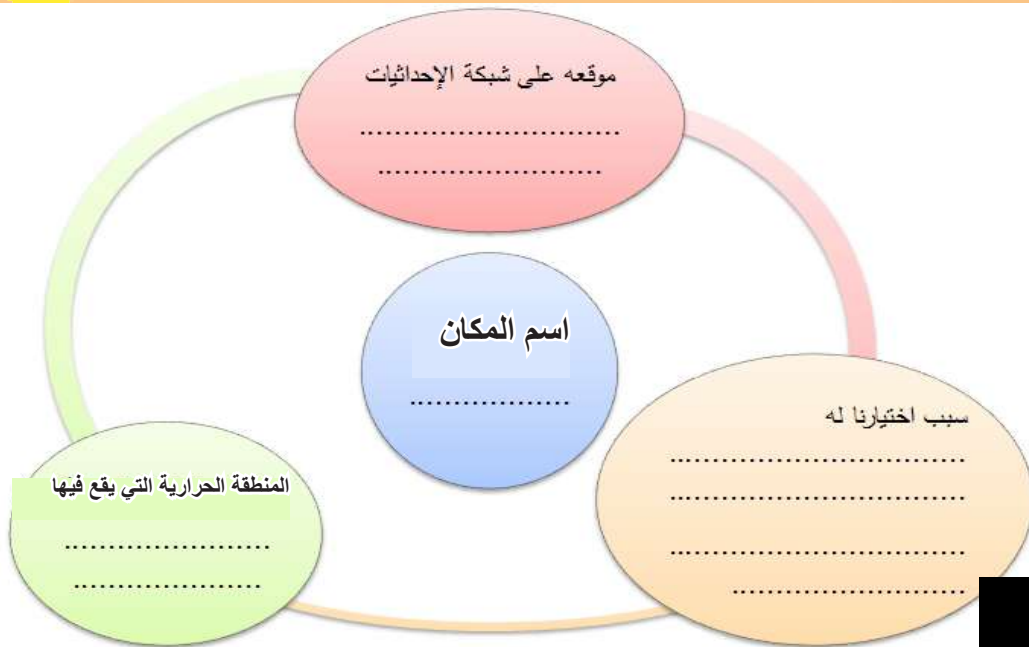 موقعه على شبكة الإحداثيات
..............................
..........................
اسم المكان
..................
سبب اختيارنا له
.................................
.................................
.................................
..........................
المنطقة الحرارية التي يقع فيها
.......................
.....................